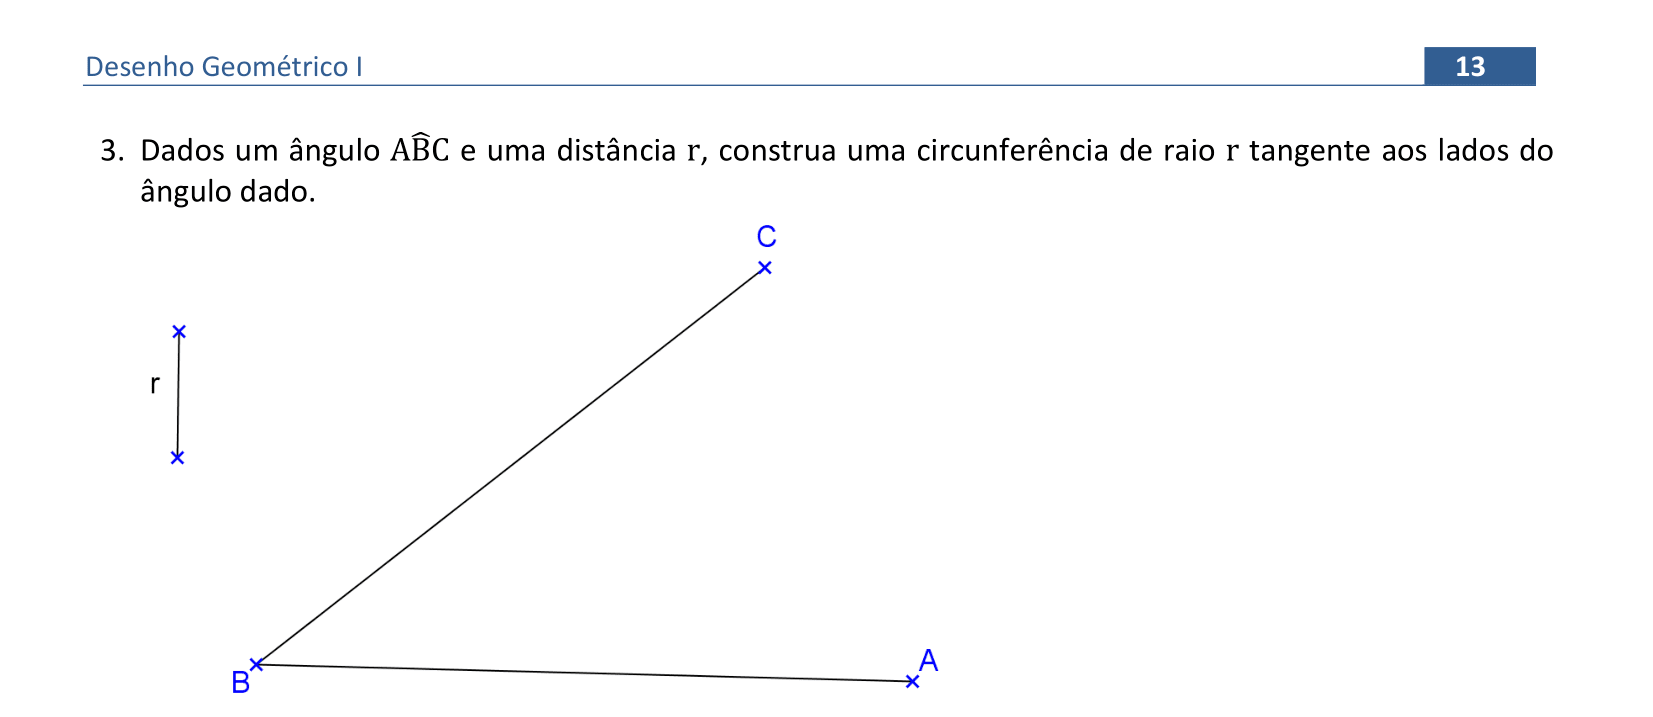 Desenho Geométrico I 13
3. Dados um ângulo AB̂C e uma distância r, construa uma circunferência de raio r tangente aos lados do
ângulo dado.
C
r
B
A